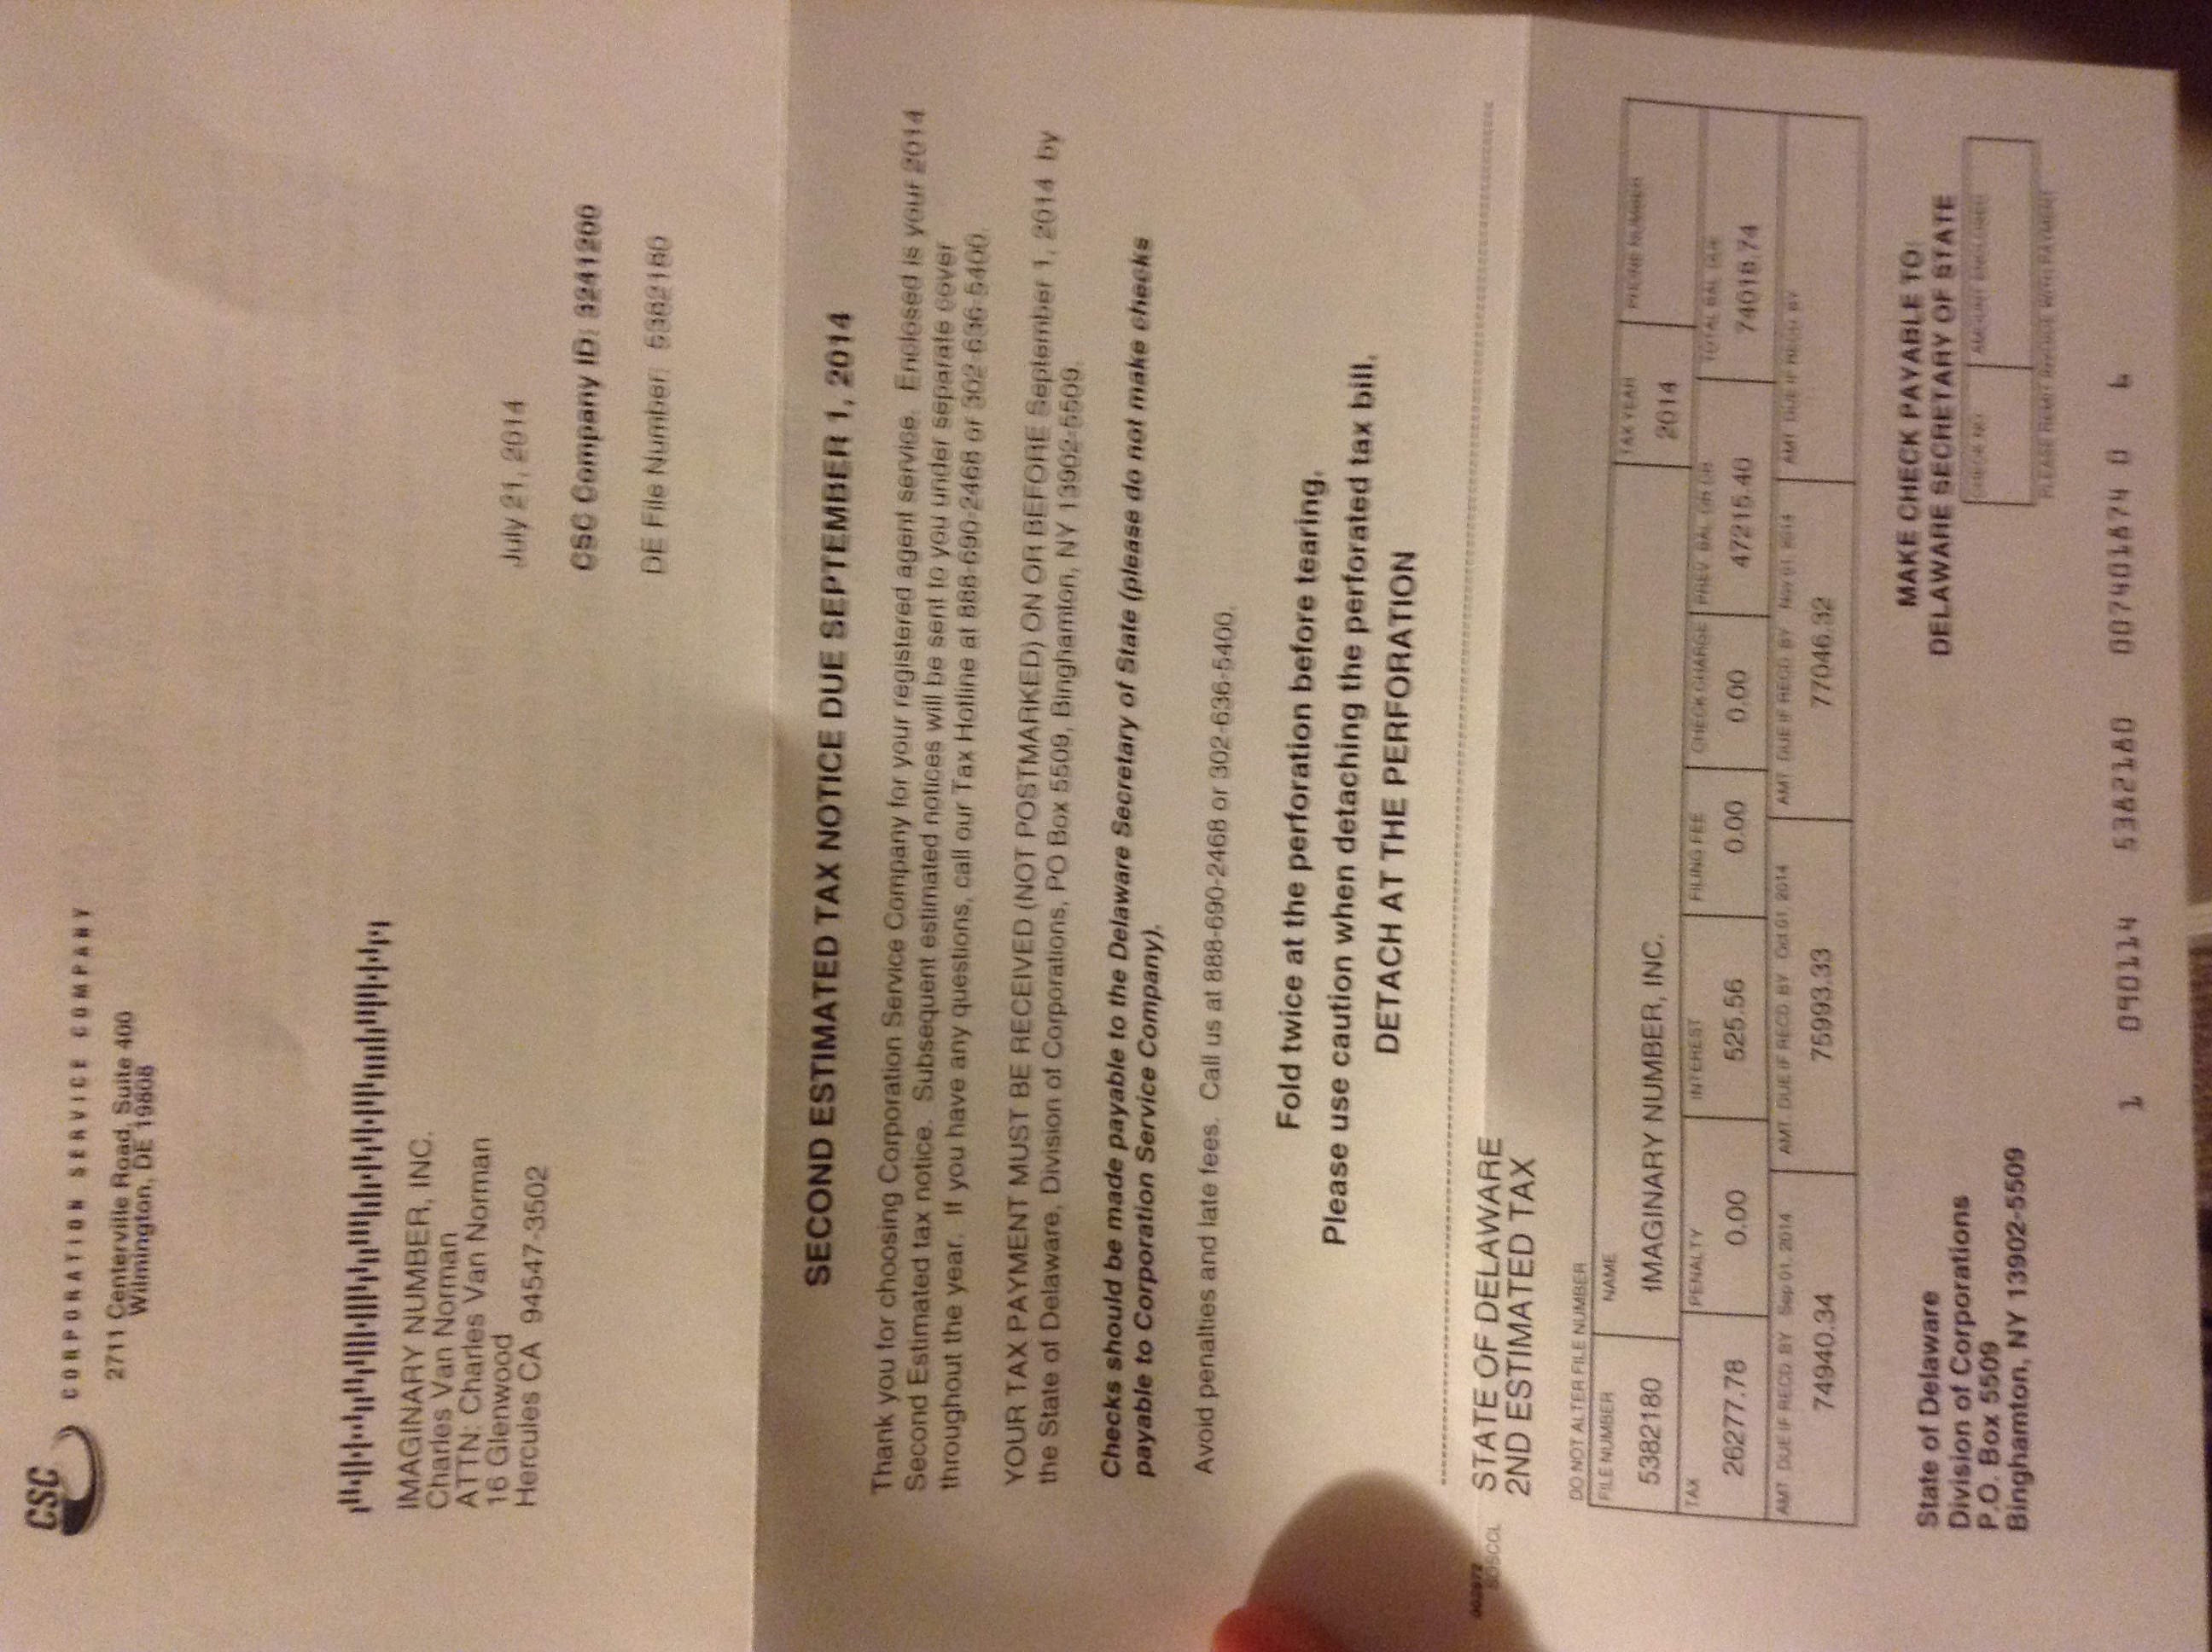 CSC
CORPORATION SERVICE COMPANY
2711 Centerville Road, Suite 400
Wilmington, DE 19808
IMAGINARY NUMBER, INC.
Charles Van Norman
ATTN: Charles Van Norman
16 Glenwood
Hercules CA 94547-3502
July 21, 2014
CSC Company ID: 3241200
DE File Number: 5382180
SECOND ESTIMATED TAX NOTICE DUE SEPTEMBER 1, 2014
Thank you for choosing Corporation Service Company for your registered agent service. Enclosed is your 2014
Second Estimated tax notice. Subsequent estimated notices will be sent to you under separate cover
throughout the year. If you have any questions, call our Tax Hotline at 888-690-2468 or 302-636-5400.
YOUR TAX PAYMENT MUST BE RECEIVED (NOT POSTMARKED) ON OR BEFORE September 1, 2014 by
the State of Delaware, Division of Corporations, PO Box 5509, Binghamton, NY 13902-5509.
Checks should be made payable to the Delaware Secretary of State (please do not make checks
payable to Corporation Service Company).
Avoid penalties and late fees. Call us at 888-690-2468 or 302-636-5400.
Fold twice at the perforation before tearing.
Please use caution when detaching the perforated tax bill.
DETACH AT THE PERFORATION
STATE OF DELAWARE
2ND ESTIMATED TAX
DO NOT ALTER FILE NUMBER
FILE NUMBER NAME TAX YEAR PHONE NUMBER
5382180 IMAGINARY NUMBER, INC. 2014
TAX PENALTY INTEREST FILING FEE CHECK CHARGE PREV. BAL OR CR TOTAL BAL DUE
26277.78 0.00 525.56 0.00 0.00 47215.40 74018.74
AMT. DUE IF RECD. BY Sep 01, 2014 AMT. DUE IF RECD. BY Oct 01, 2014 AMT. DUE IF RECD. BY Nov 01, 2014 AMT. DUE IF RECD. BY
74940.34 75993.33 77046.32
State of Delaware
Division of Corporations
P.O. Box 5509
Binghamton, NY 13902-5509
MAKE CHECK PAYABLE TO:
DELAWARE SECRETARY OF STATE
CHECK NO. AMOUNT ENCLOSED
PLEASE REMIT INVOICE WITH PAYMENT
1 090114 5382180 007401874 0 6